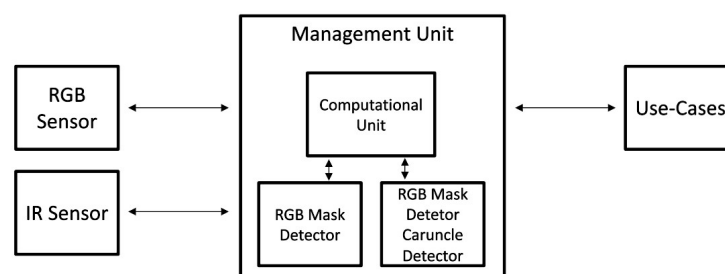 Management Unit
RGB
Sensor
Computational
Unit
Use-Cases
IR Sensor
RGB Mask
Detector
RGB Mask
Detetor
Caruncle
Detector